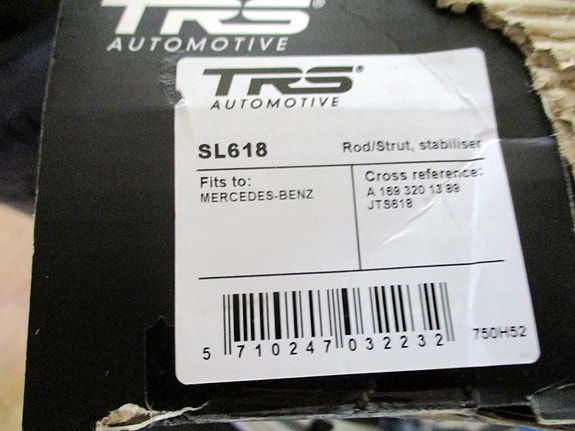 TRS®
AUTOMOTIVE
TRS®
AUTOMOTIVE
SL618 Rod/Strut, stabiliser
Fits to:
MERCEDES-BENZ
Cross reference:
A 169 320 13 89
JTS618
5 710247 032232
750H52